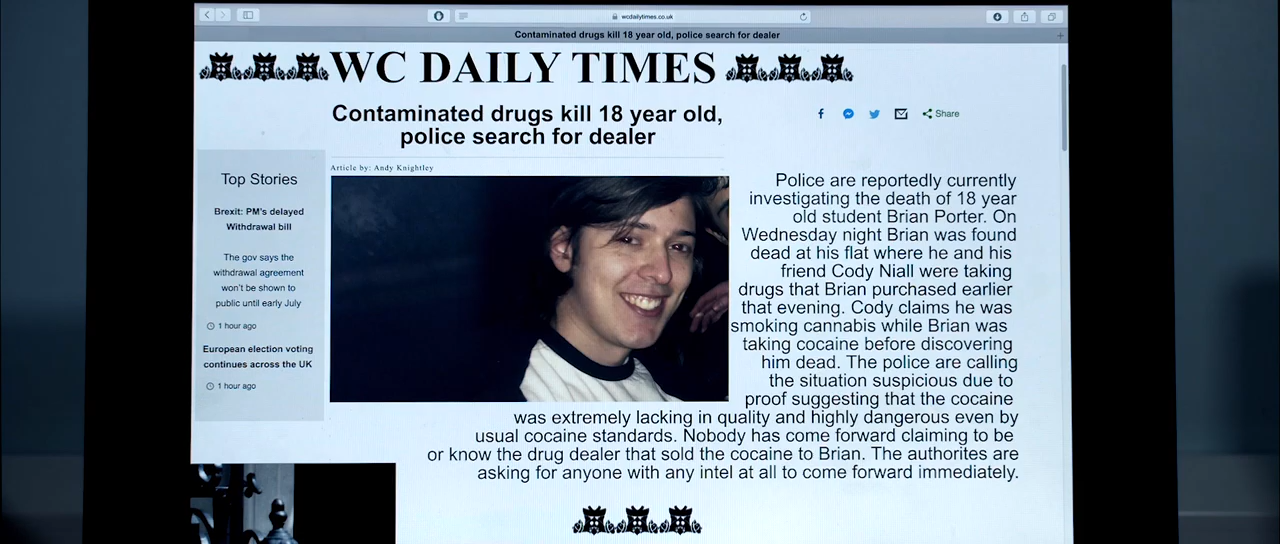 wcdailytimes.co.uk
Contaminated drugs kill 18 year old, police search for dealer
WC DAILY TIMES
Contaminated drugs kill 18 year old,
police search for dealer
Share
Article by: Andy Knightley
Top Stories
Brexit: PM's delayed
Withdrawal bill
The gov says the
withdrawal agreement
won't be shown to
public until early July
1 hour ago
European election voting
continues across the UK
1 hour ago
Police are reportedly currently
investigating the death of 18 year
old student Brian Porter. On
Wednesday night Brian was found
dead at his flat where he and his
friend Cody Niall were taking
drugs that Brian purchased earlier
that evening. Cody claims he was
smoking cannabis while Brian was
taking cocaine before discovering
him dead. The police are calling
the situation suspicious due to
proof suggesting that the cocaine
was extremely lacking in quality and highly dangerous even by
usual cocaine standards. Nobody has come forward claiming to be
or know the drug dealer that sold the cocaine to Brian. The authorites are
asking for anyone with any intel at all to come forward immediately.